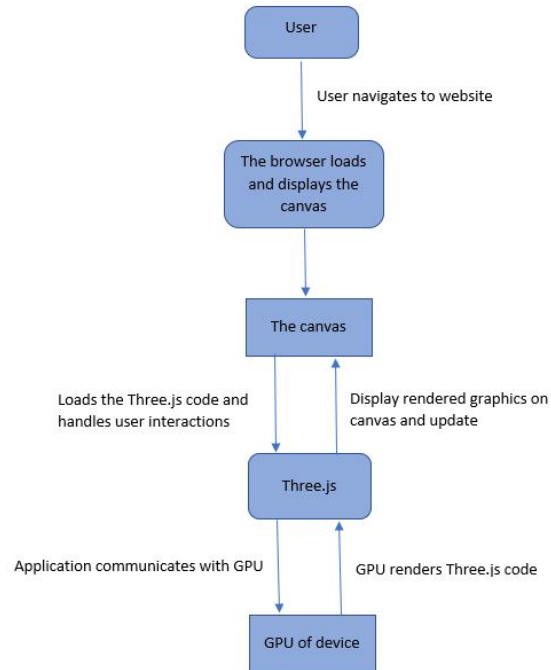 User
User navigates to website
The browser loads
and displays the
canvas
The canvas
Loads the Three.js code and
handles user interactions
Display rendered graphics on
canvas and update
Three.js
Application communicates with GPU
GPU renders Three.js code
GPU of device